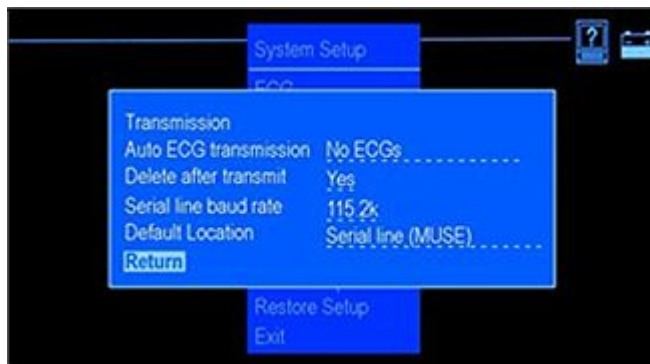 ?
System Setup
ECG
Transmission
Auto ECG transmission No ECGs
Delete after transmit Yes
Serial line baud rate 115.2k
Default Location Serial line (MUSE)
Return
Restore Setup
Exit